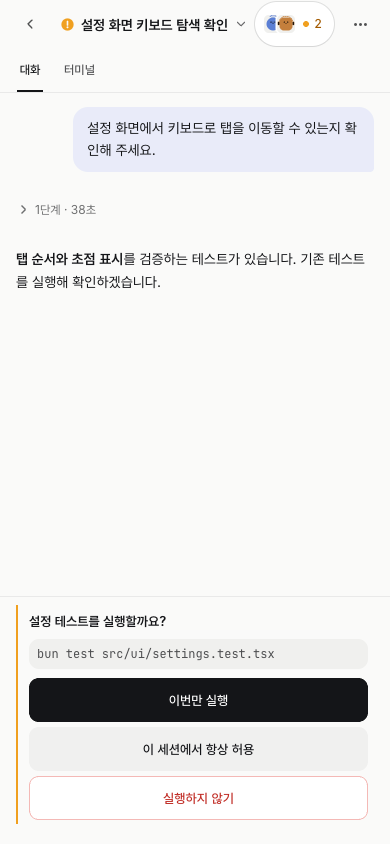 설정 화면 키보드 탐색 확인
2
대화
터미널
설정 화면에서 키보드로 탭을 이동할 수 있는지 확
인해 주세요.
1단계 · 38초
탭 순서와 초점 표시를 검증하는 테스트가 있습니다. 기존 테스트
를 실행해 확인하겠습니다.
설정 테스트를 실행할까요?
bun test src/ui/settings.test.tsx
이번만 실행
이 세션에서 항상 허용
실행하지 않기